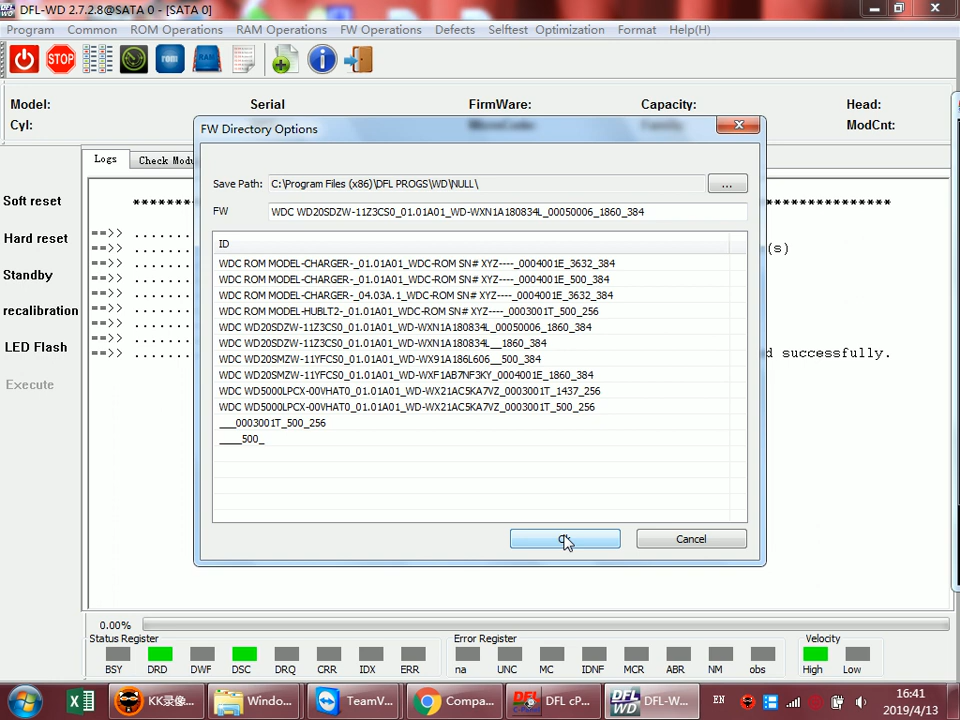 DFL-WD 2.7.2.8@SATA 0] - [SATA 0]
Program Common ROM Operations RAM Operations FW Operations Defects Selftest Optimization Format Help(H)
STOP rom RAM
Model: Serial FirmWare: Capacity: Head:
Cyl: ModCnt:
FW Directory Options
Logs Check Modu
Save Path: C:\Program Files (x86)\DFL PROGS\WD\NULL\ ...
Soft reset
FW WDC WD20SDZW-11Z3CS0_01.01A01_WD-WXN1A180834L_00050006_1860_384
Hard reset
ID
(s)
WDC ROM MODEL-CHARGER-_01.01A01_WDC-ROM SN# XYZ----_0004001E_3632_384
Standby
WDC ROM MODEL-CHARGER-_01.01A01_WDC-ROM SN# XYZ----_0004001E_500_384
WDC ROM MODEL-CHARGER-_04.03A.1_WDC-ROM SN# XYZ----_0004001E_3632_384
recalibration
WDC ROM MODEL-HUBLT2-_01.01A01_WDC-ROM SN# XYZ----_0003001T_500_256
WDC WD20SDZW-11Z3CS0_01.01A01_WD-WXN1A180834L_00050006_1860_384
LED Flash
WDC WD20SDZW-11Z3CS0_01.01A01_WD-WXN1A180834L__1860_384
d successfully.
WDC WD20SMZW-11YFCS0_01.01A01_WD-WX91A186L606__500_384
WDC WD20SMZW-11YFCS0_01.01A01_WD-WXF1AB7NF3KY_0004001E_1860_384
Execute
WDC WD5000LPCX-00VHAT0_01.01A01_WD-WX21AC5KA7VZ_0003001T_1437_256
WDC WD5000LPCX-00VHAT0_01.01A01_WD-WX21AC5KA7VZ_0003001T_500_256
___0003001T_500_256
____500_
Cancel
0.00%
Status Register Error Register Velocity
BSY DRD DWF DSC DRQ CRR IDX ERR na UNC MC IDNF MCR ABR NM obs High Low
KK录像... Windo... TeamV... Compa... DFL cP... DFL-W... EN 16:41
2019/4/13